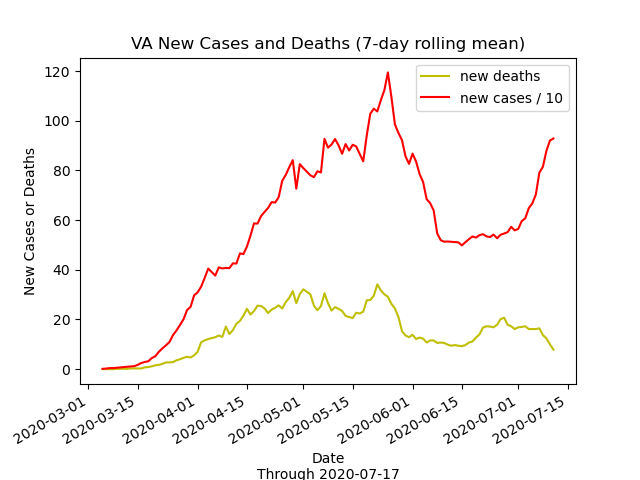 VA New Cases and Deaths (7-day rolling mean)
new deaths
new cases / 10
120
100
80
60
40
20
0
New Cases or Deaths
2020-03-01
2020-03-15
2020-04-01
2020-04-15
2020-05-01
2020-05-15
2020-06-01
2020-06-15
2020-07-01
2020-07-15
Date
Through 2020-07-17